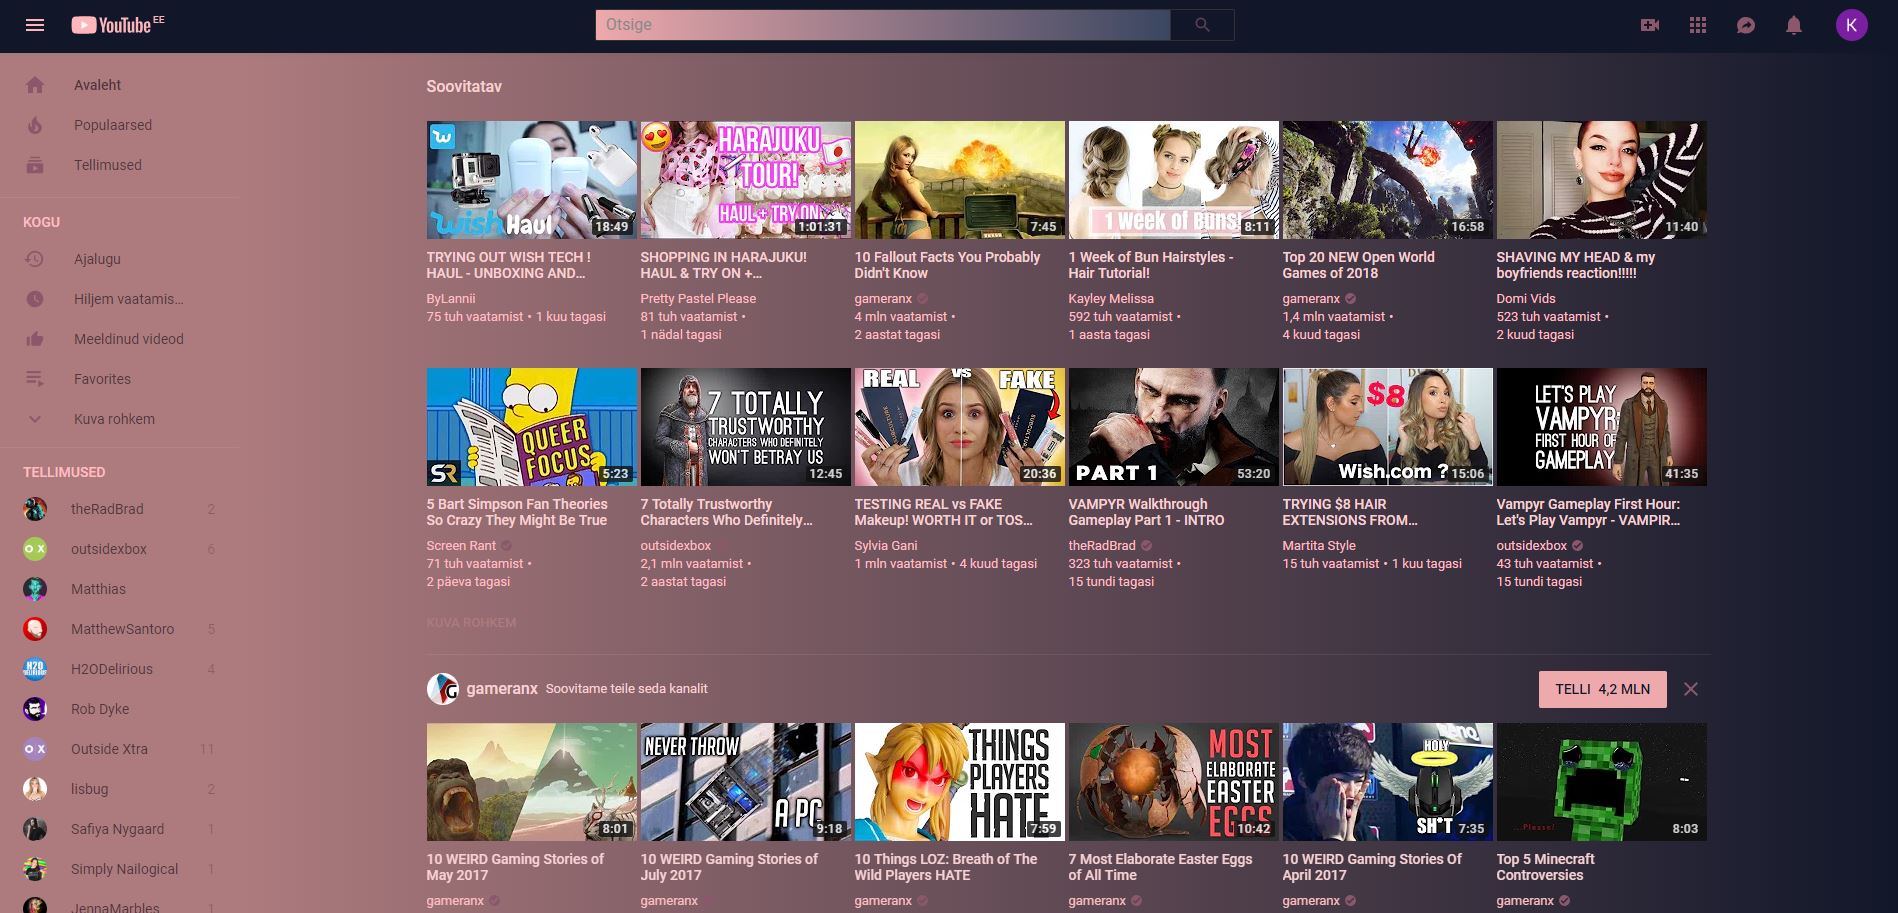 YouTube EE
Otsige
K
Avaleht
Populaarsed
Tellimused
KOGU
Ajalugu
Hiljem vaatamis...
Meeldinud videod
Favorites
Kuva rohkem
TELLIMUSED
theRadBrad 2
outsidexbox 6
Matthias
MatthewSantoro 5
H2ODelirious 4
Rob Dyke
Outside Xtra 11
lisbug 2
Safiya Nygaard 1
Simply Nailogical 1
JennaMarbles 1
Soovitatav
wish Haul
18:49
HARAJUKU
TOUR!
HAUL + TRY ON
1:01:31
7:45
1 Week of Buns!
8:11
16:58
11:40
TRYING OUT WISH TECH !
HAUL - UNBOXING AND...
ByLannii
75 tuh vaatamist • 1 kuu tagasi
SHOPPING IN HARAJUKU!
HAUL & TRY ON +...
Pretty Pastel Please
81 tuh vaatamist •
1 nädal tagasi
10 Fallout Facts You Probably
Didn't Know
gameranx
4 mln vaatamist •
2 aastat tagasi
1 Week of Bun Hairstyles -
Hair Tutorial!
Kayley Melissa
592 tuh vaatamist •
1 aasta tagasi
Top 20 NEW Open World
Games of 2018
gameranx
1,4 mln vaatamist •
4 kuud tagasi
SHAVING MY HEAD & my
boyfriends reaction!!!!!
Domi Vids
523 tuh vaatamist •
2 kuud tagasi
QUEER
FOCUS
SR
5:23
7 TOTALLY
TRUSTWORTHY
CHARACTERS WHO DEFINITELY
WON'T BETRAY US
12:45
REAL VS FAKE
20:36
PART 1
53:20
$8
Wish.com ?
15:06
LET'S PLAY
VAMPYR:
FIRST HOUR OF
GAMEPLAY
41:35
5 Bart Simpson Fan Theories
So Crazy They Might Be True
Screen Rant
71 tuh vaatamist •
2 päeva tagasi
7 Totally Trustworthy
Characters Who Definitely...
outsidexbox
2,1 mln vaatamist •
2 aastat tagasi
TESTING REAL vs FAKE
Makeup! WORTH IT or TOS...
Sylvia Gani
1 mln vaatamist • 4 kuud tagasi
VAMPYR Walkthrough
Gameplay Part 1 - INTRO
theRadBrad
323 tuh vaatamist •
15 tundi tagasi
TRYING $8 HAIR
EXTENSIONS FROM...
Martita Style
15 tuh vaatamist • 1 kuu tagasi
Vampyr Gameplay First Hour:
Let's Play Vampyr - VAMPIR...
outsidexbox
43 tuh vaatamist •
15 tundi tagasi
KUVA ROHKEM
gameranx Soovitame teile seda kanalit
TELLI 4,2 MLN
8:01
NEVER THROW
A PC
9:18
THINGS
PLAYERS
HATE
7:59
MOST
ELABORATE
EASTER
EGGS
10:42
HOLY
SH*T
7:35
...Please!
8:03
10 WEIRD Gaming Stories of
May 2017
gameranx
10 WEIRD Gaming Stories of
July 2017
gameranx
10 Things LOZ: Breath of The
Wild Players HATE
gameranx
7 Most Elaborate Easter Eggs
of All Time
gameranx
10 WEIRD Gaming Stories Of
April 2017
gameranx
Top 5 Minecraft
Controversies
gameranx